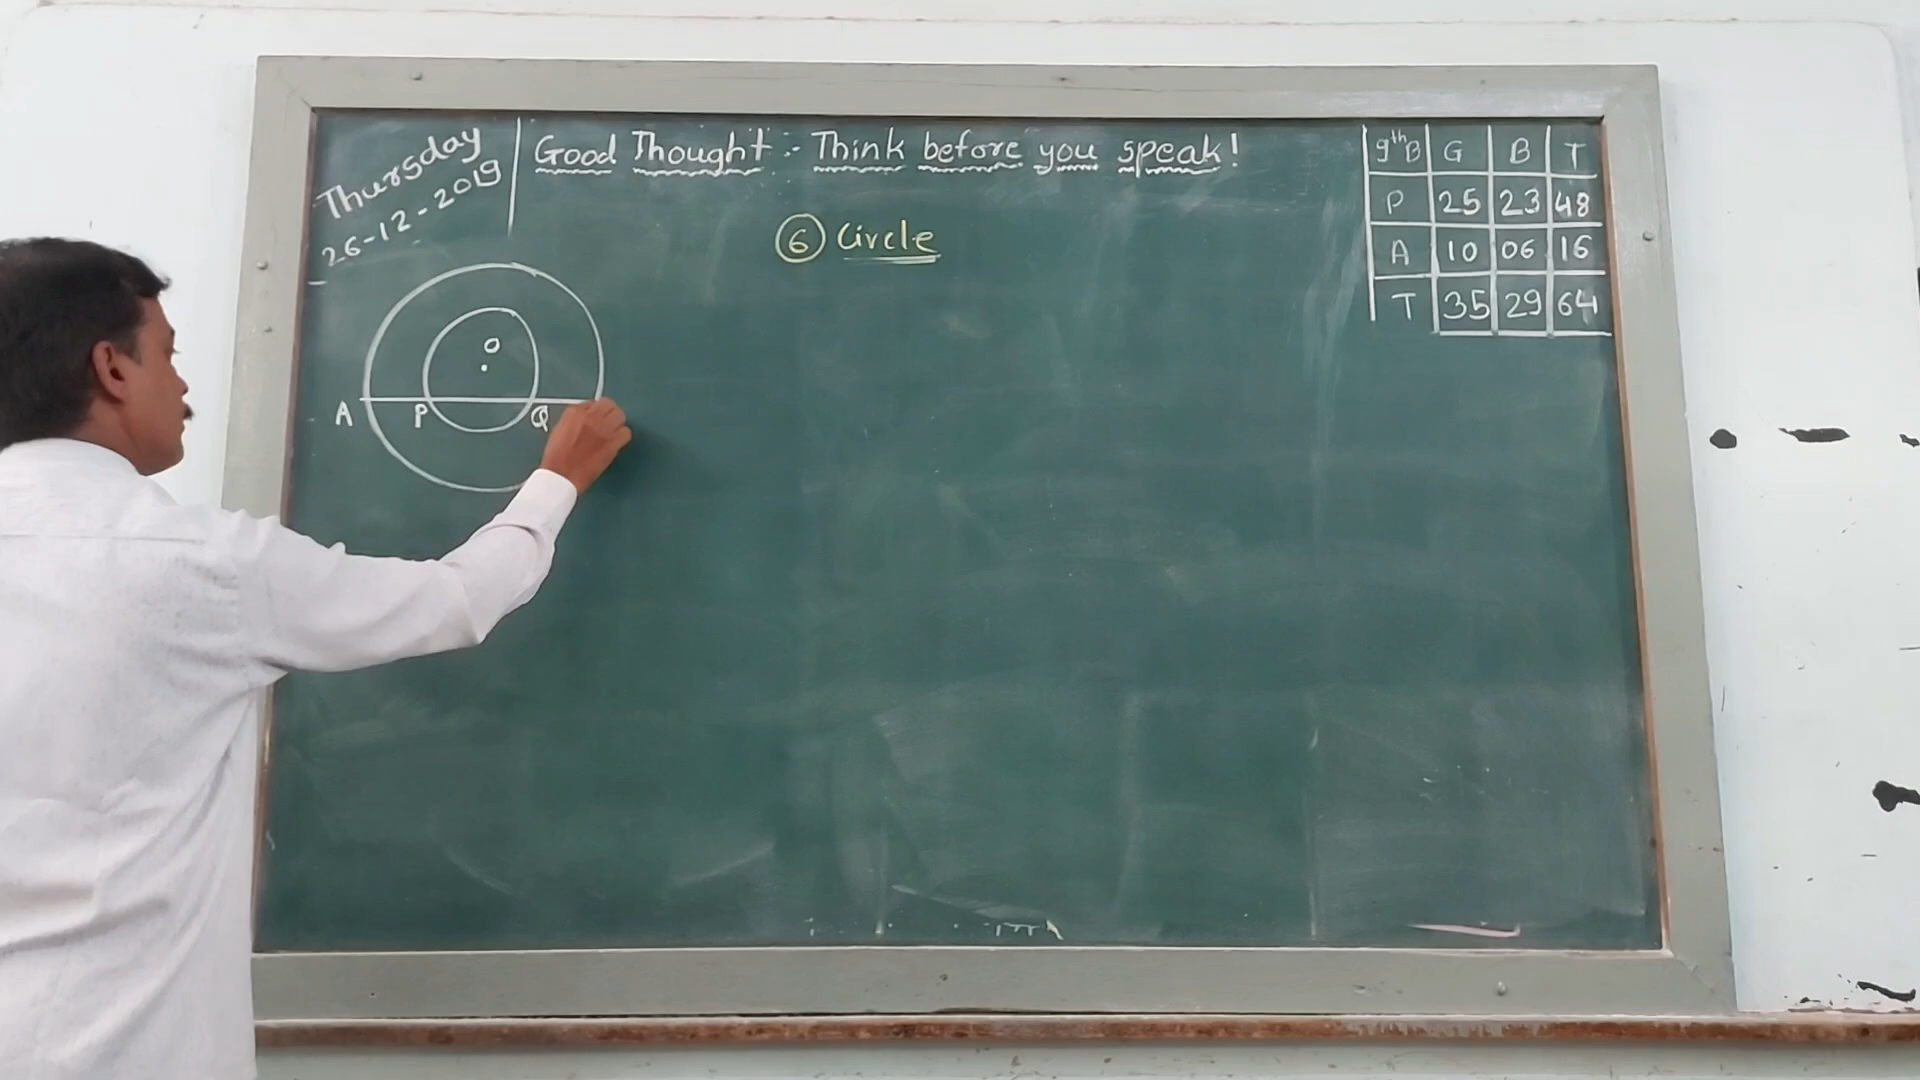 Thursday
26-12-2019
Good Thought :- Think before you speak!
9th B G B T
P 25 23 48
A 10 06 16
T 35 29 64
6 Circle
O
A P Q